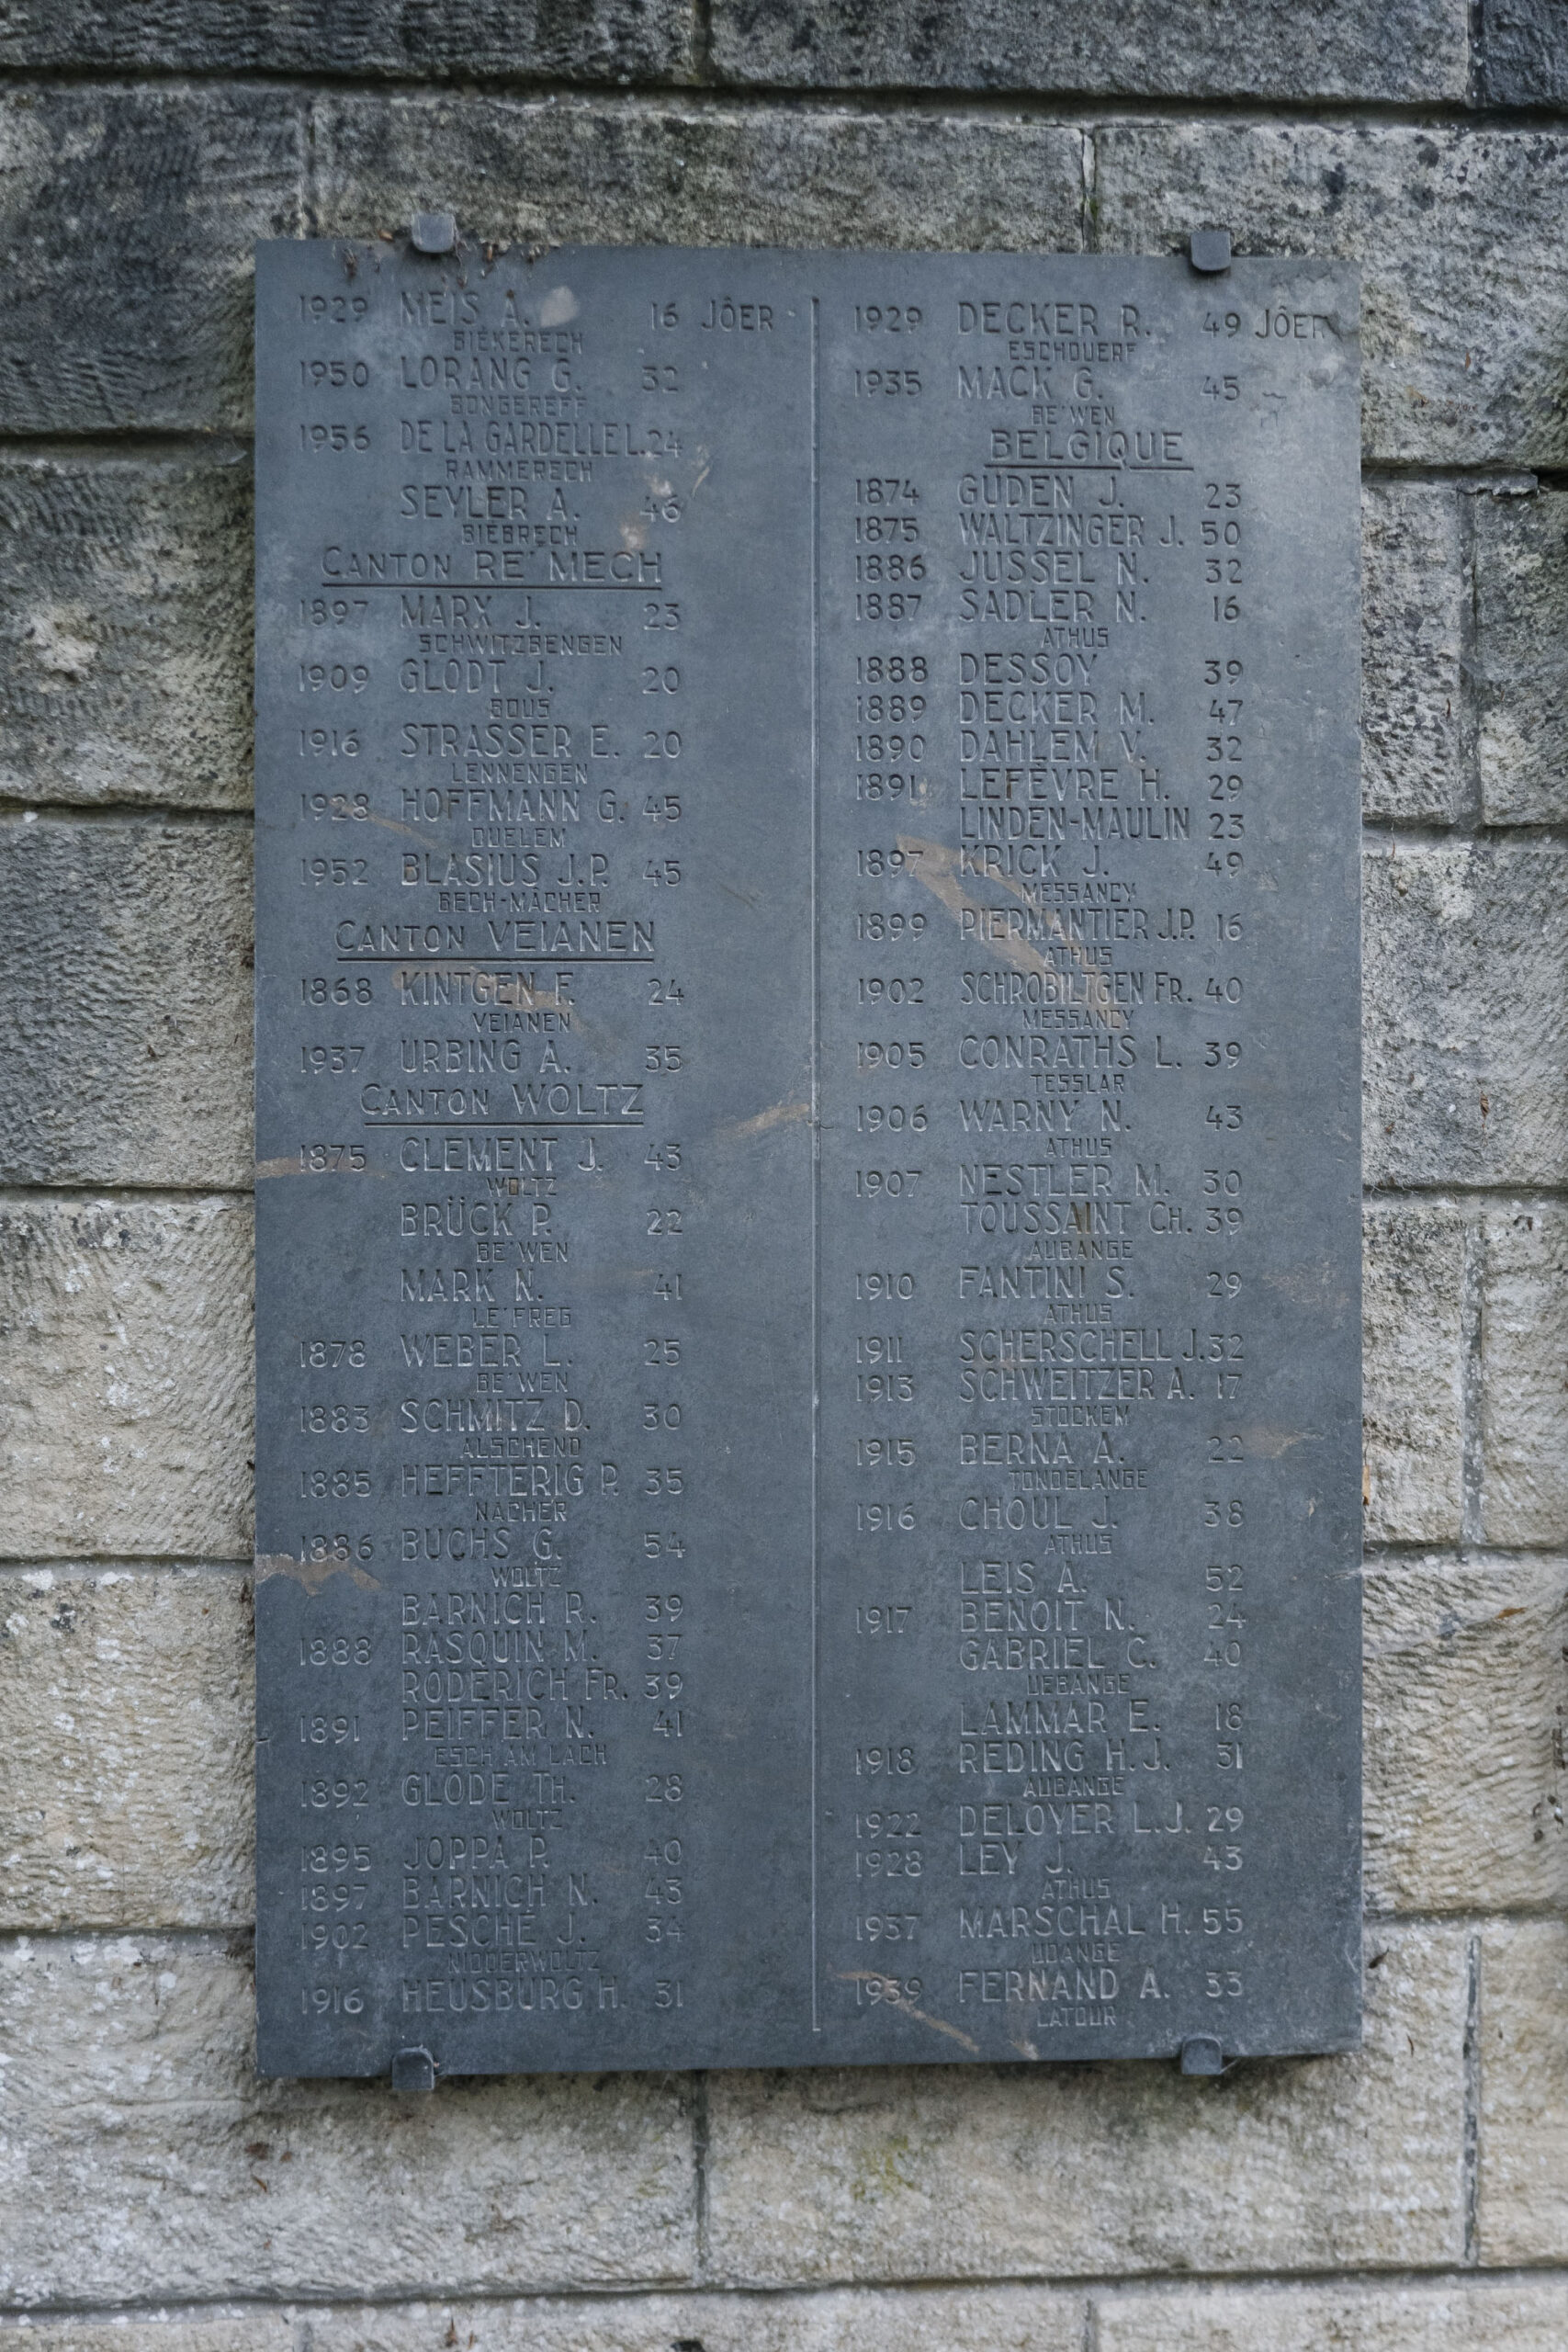 1929 MEIS A. 16 JÔER
BIEKERECH
1950 LORANG G. 32
BONGEREFF
1956 DE LA GARDELLE L. 24
RAMMERECH
SEYLER A. 46
BIEBRECH
CANTON RE'MECH
1897 MARX J. 23
SCHWITZBENGEN
1909 GLODT J. 20
BOUS
1916 STRASSER E. 20
LENNENGEN
1928 HOFFMANN G. 45
DUELEM
1952 BLASIUS J.P. 45
BECH-MACHER
CANTON VEIANEN
1868 KINTGEN F. 24
VEIANEN
1937 URBING A. 35
CANTON WOLTZ
1875 CLEMENT J. 43
WOLTZ
BRÜCK P. 22
BE'WEN
MARK N. 41
LE'FREG
1878 WEBER L. 25
BE'WEN
1883 SCHMITZ D. 30
ALSCHEND
1885 HEFFTERIG P. 35
NACHER
1886 BUCHS G. 54
WOLTZ
BARNICH R. 39
1888 RASQUIN M. 37
RODERICH FR. 39
1891 PEIFFER N. 41
ESCH AM LACH
1892 GLODE TH. 28
WOLTZ
1895 JOPPA P. 40
1897 BARNICH N. 43
1902 PESCHÉ J. 34
NIDDERWOLTZ
1916 HEUSBURG H. 31
1929 DECKER R. 49 JÔER
ESCHDUERF
1935 MACK G. 45
BE'WEN
BELGIQUE
1874 GUDEN J. 23
1875 WALTZINGER J. 50
1886 JUSSEL N. 32
1887 SADLER N. 16
ATHUS
1888 DESSOY 39
1889 DECKER M. 47
1890 DAHLEM V. 32
1891 LEFÉVRE H. 29
LINDEN-MAULIN 23
1897 KRICK J. 49
MESSANCY
1899 PIERMANTIER J.P. 16
ATHUS
1902 SCHROBILTGEN FR. 40
MESSANCY
1905 CONRATHS L. 39
TESSLAR
1906 WARNY N. 43
ATHUS
1907 NESTLER M. 30
TOUSSAINT CH. 39
AUBANGE
1910 FANTINI S. 29
ATHUS
1911 SCHERSCHELL J. 32
1913 SCHWEITZER A. 17
STOCKEM
1915 BERNA A. 22
TONDELANGE
1916 CHOUL J. 38
ATHUS
LEIS A. 52
1917 BENOIT N. 24
GABRIEL C. 40
UEBANGE
LAMMAR E. 18
1918 REDING H.J. 31
AUBANGE
1922 DELOYER L.J. 29
1928 LEY J. 43
ATHUS
1937 MARSCHAL H. 55
UDANGE
1939 FERNAND A. 33
LATOUR